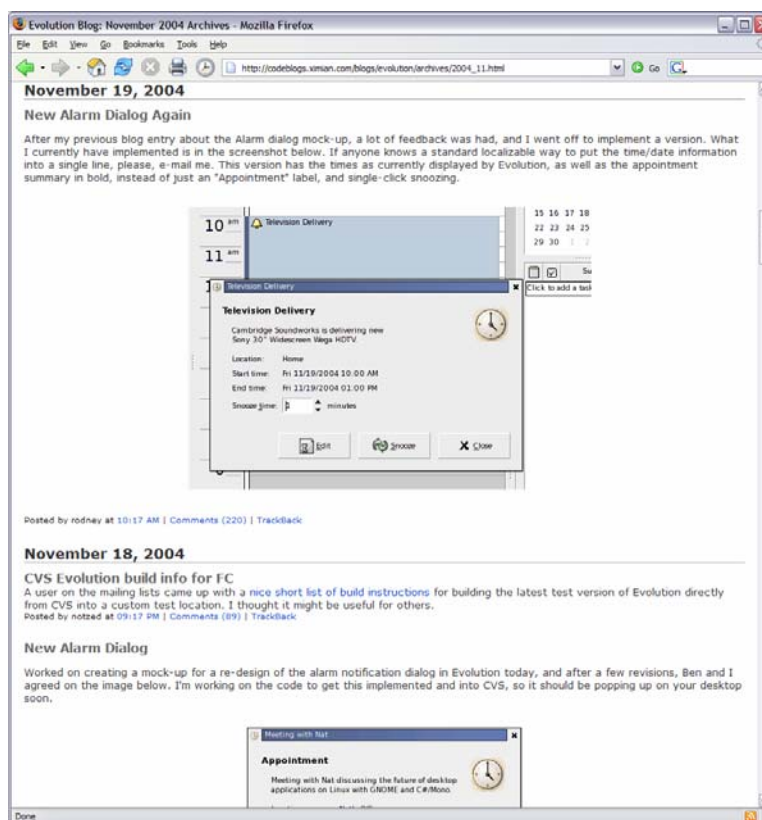 Evolution Blog: November 2004 Archives - Mozilla Firefox
File Edit View Go Bookmarks Tools Help
http://codeblogs.ximian.com/blogs/evolution/archives/2004_11.html Go
November 19, 2004
New Alarm Dialog Again
After my previous blog entry about the Alarm dialog mock-up, a lot of feedback was had, and I went off to implement a version. What
I currently have implemented is in the screenshot below. If anyone knows a standard localizable way to put the time/date information
into a single line, please, e-mail me. This version has the times as currently displayed by Evolution, as well as the appointment
summary in bold, instead of just an "Appointment" label, and single-click snoozing.
10 am Television Delivery
15 16 17 18
22 23 24 25
29 30
11 am
Su
Click to add a task
Television Delivery
Television Delivery
Cambridge Soundworks is delivering new
Sony 30" Widescreen Wega HDTV.
Location: Home
Start time: Fri 11/19/2004 10:00 AM
End time: Fri 11/19/2004 01:00 PM
Snooze time: minutes
Edit Snooze Close
Posted by rodney at 10:17 AM | Comments (220) | TrackBack
November 18, 2004
CVS Evolution build info for FC
A user on the mailing lists came up with a nice short list of build instructions for building the latest test version of Evolution directly
from CVS into a custom test location. I thought it might be useful for others.
Posted by notzed at 09:17 PM | Comments (89) | TrackBack
New Alarm Dialog
Worked on creating a mock-up for a re-design of the alarm notification dialog in Evolution today, and after a few revisions, Ben and I
agreed on the image below. I'm working on the code to get this implemented and into CVS, so it should be popping up on your desktop
soon.
Meeting with Nat
Appointment
Meeting with Nat discussing the future of desktop
applications on Linux with GNOME and C#/Mono.
Done